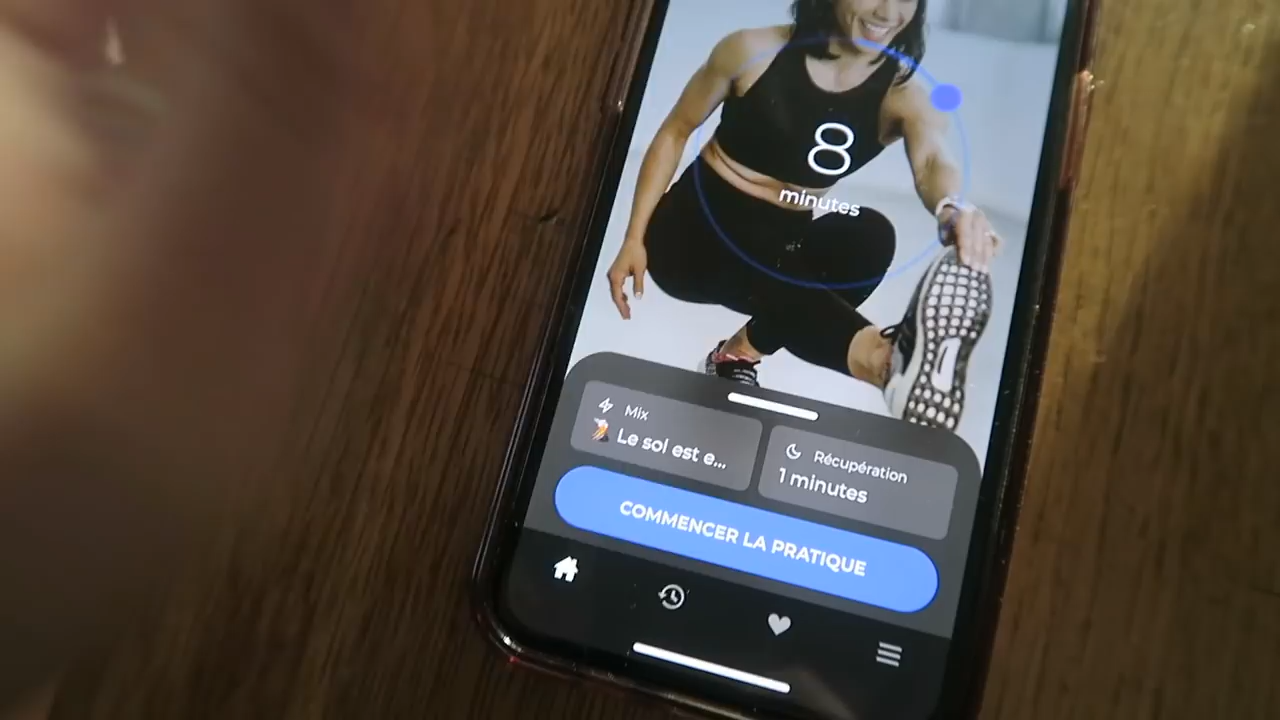 8
minutes
Mix
Le sol est e...
Récupération
1 minutes
COMMENCER LA PRATIQUE